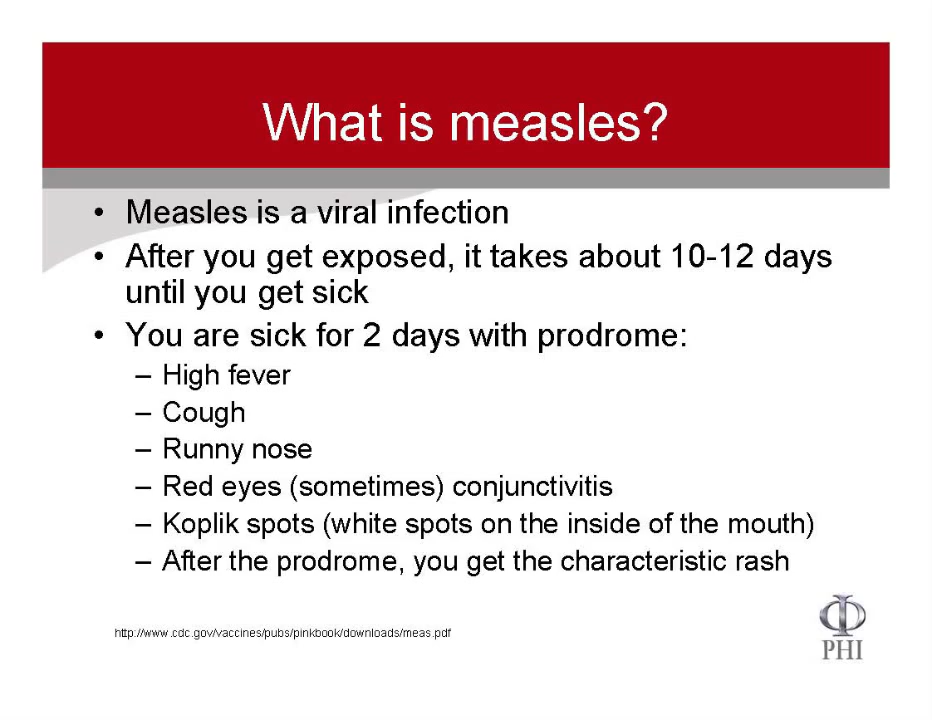 What is measles?
• Measles is a viral infection
• After you get exposed, it takes about 10-12 days
until you get sick
• You are sick for 2 days with prodrome:
– High fever
– Cough
– Runny nose
– Red eyes (sometimes) conjunctivitis
– Koplik spots (white spots on the inside of the mouth)
– After the prodrome, you get the characteristic rash
http://www.cdc.gov/vaccines/pubs/pinkbook/downloads/meas.pdf
Φ
PHI